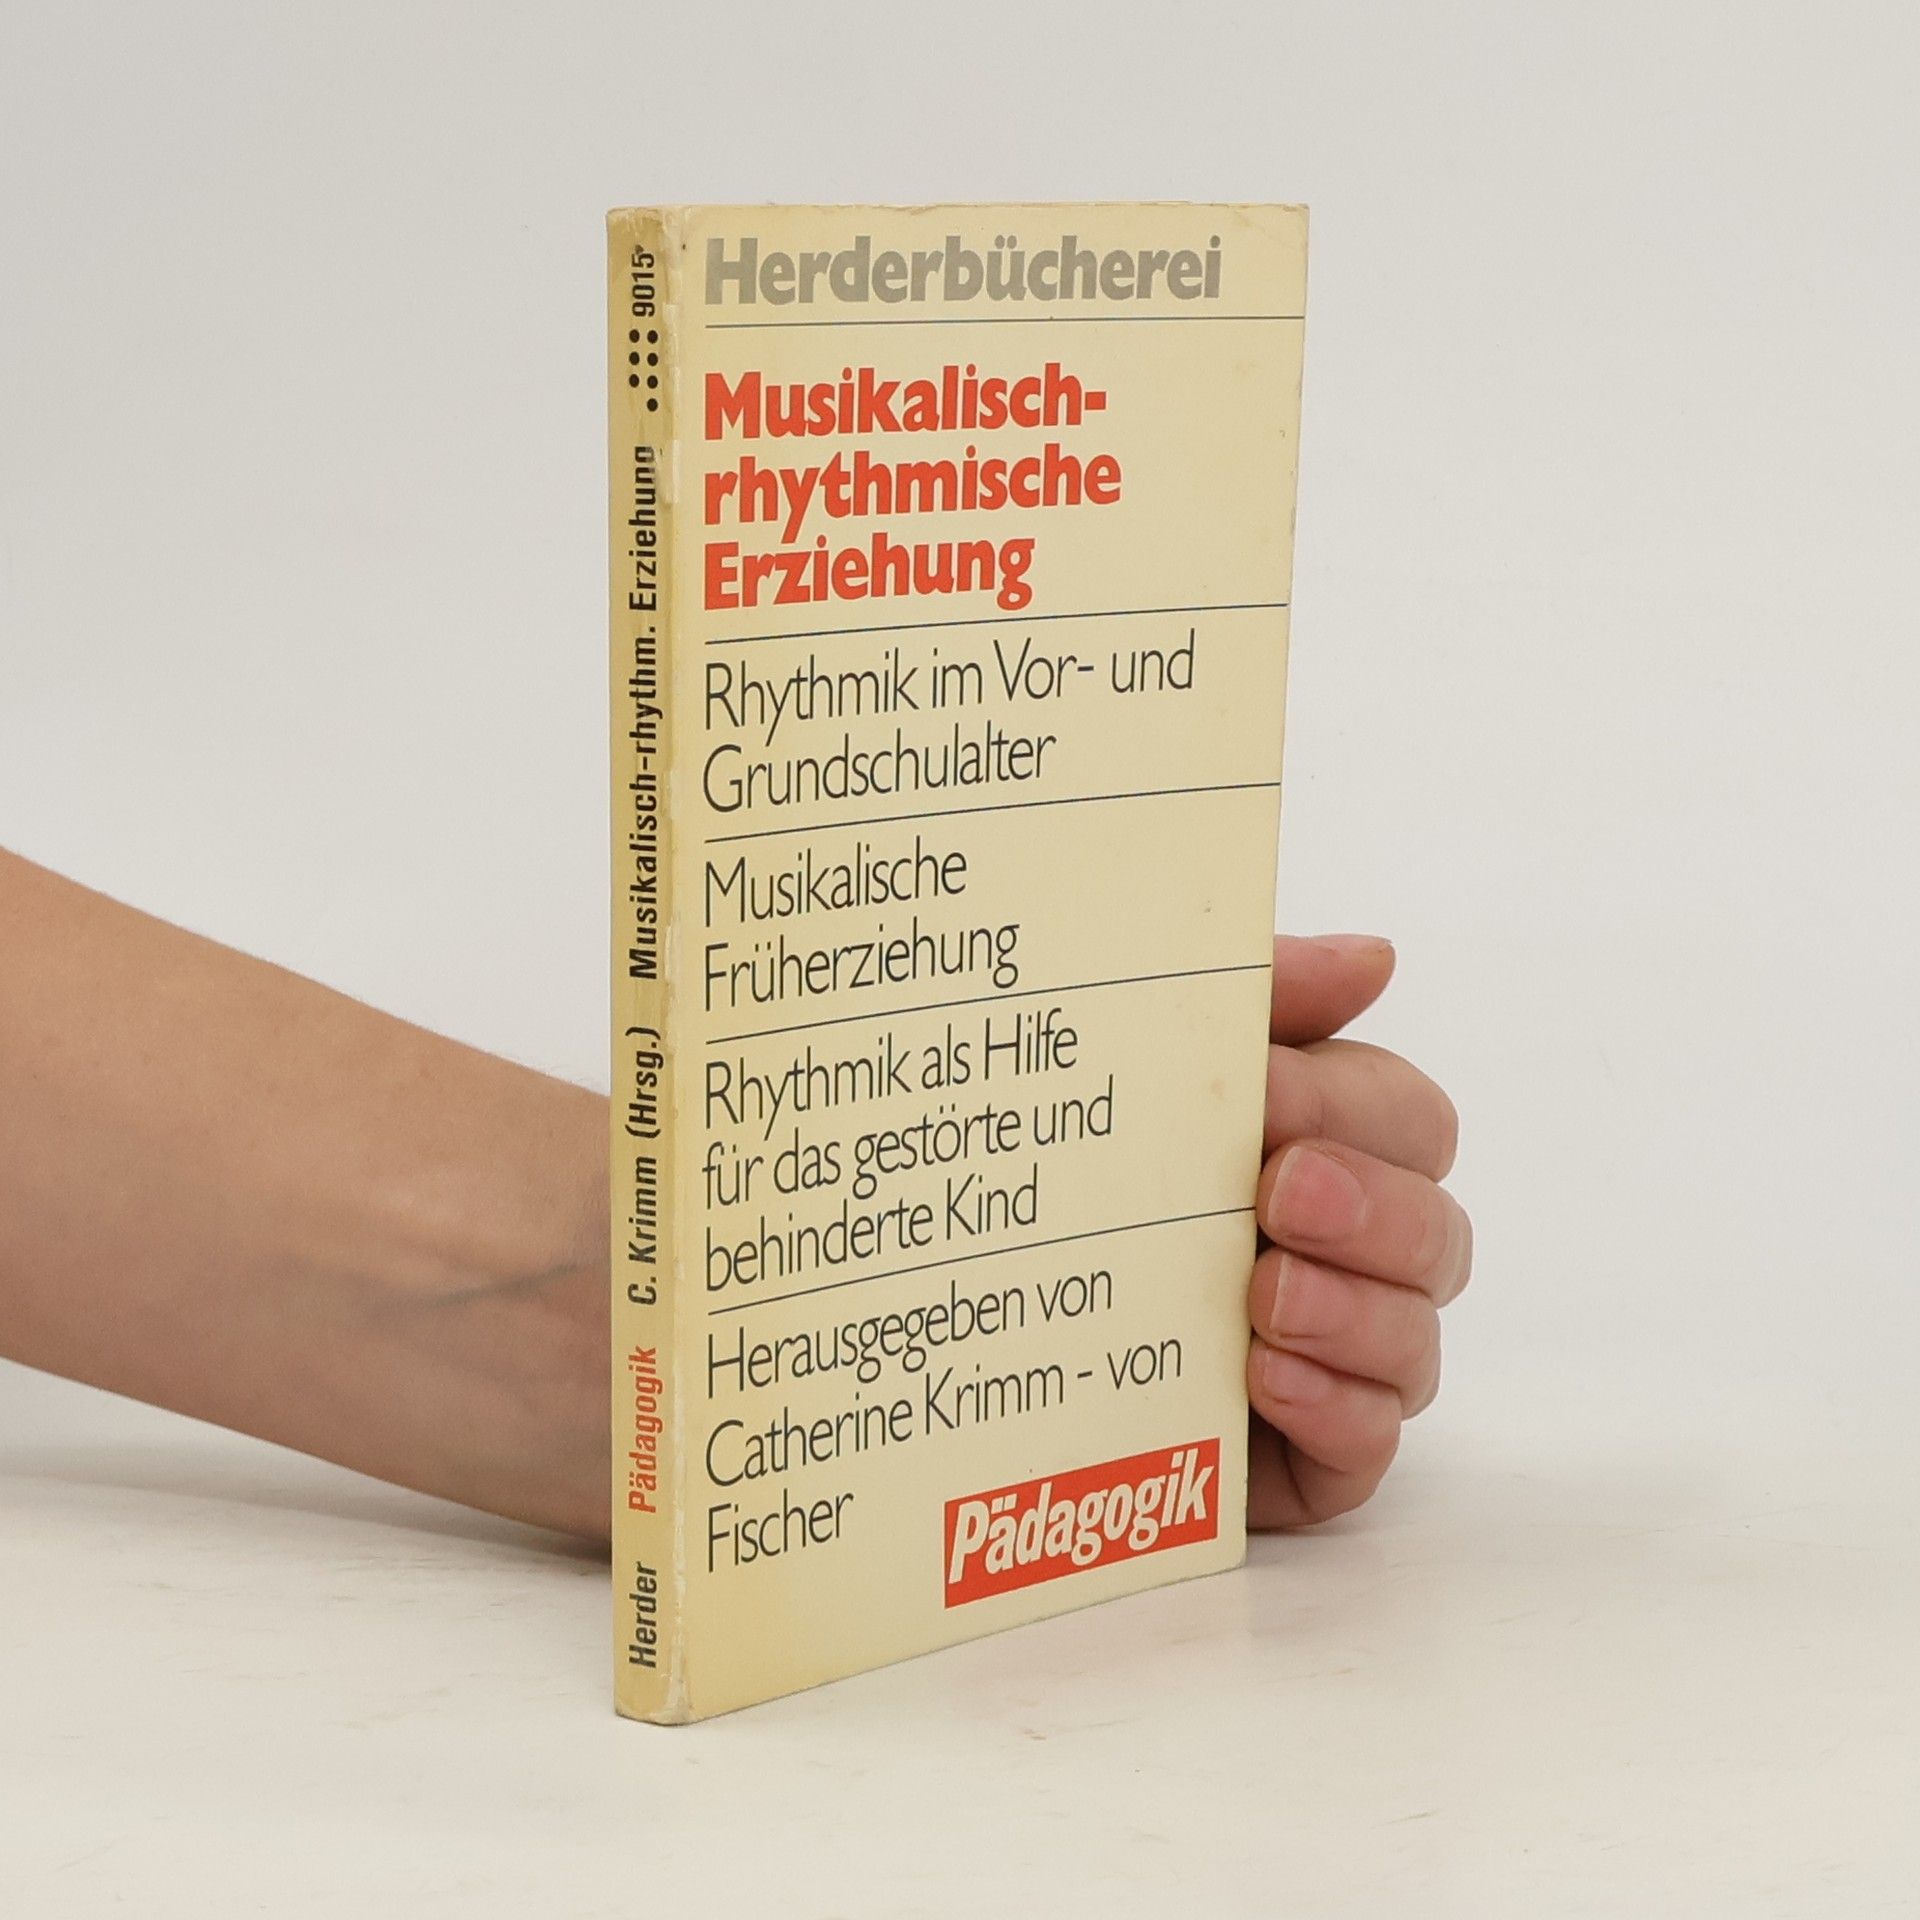 Herder Pädagogik C. Krimm (Hrsg.) Musikalisch-rhythm. Erziehung 9015
Herderbücherei
Musikalisch-
rhythmische
Erziehung
Rhythmik im Vor- und
Grundschulalter
Musikalische
Früherziehung
Rhythmik als Hilfe
für das gestörte und
behinderte Kind
Herausgegeben von
Catherine Krimm - von
Fischer
Pädagogik